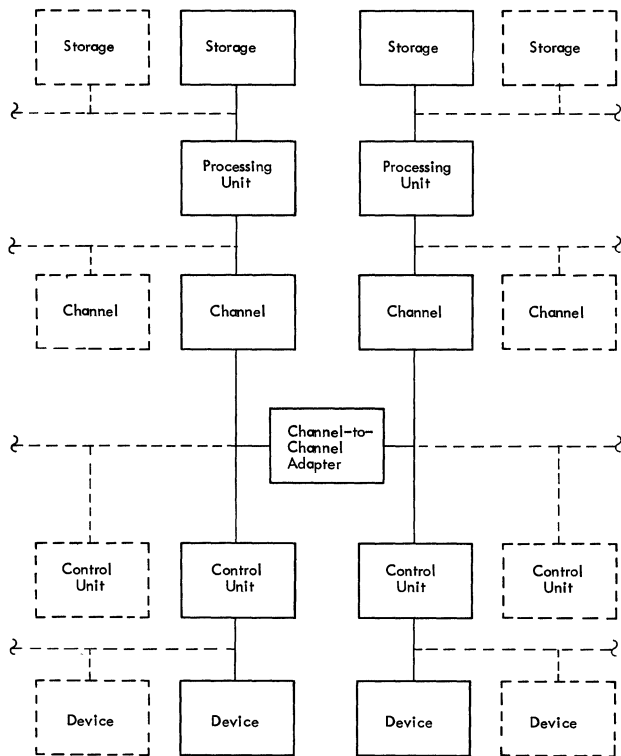 Storage
Storage
Storage
Storage
Processing
Unit
Processing
Unit
Channel
Channel
Channel
Channel
Channel-to-
Channel
Adapter
Control
Unit
Control
Unit
Control
Unit
Control
Unit
Device
Device
Device
Device